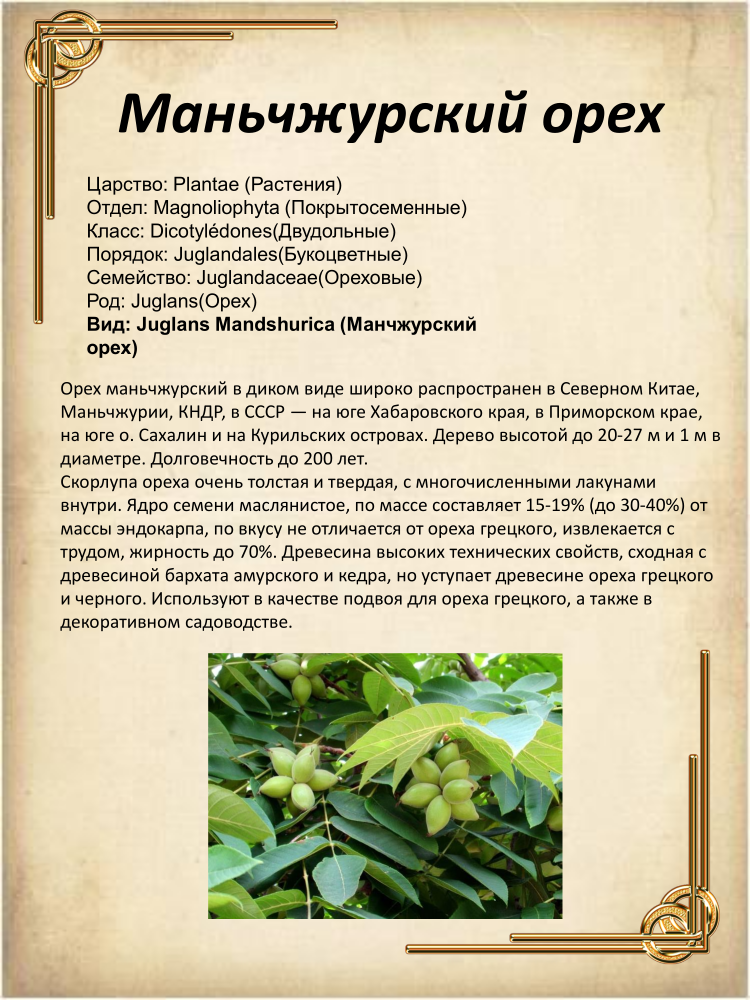 Маньчжурский орех
Царство: Plantae (Растения)
Отдел: Magnoliophyta (Покрытосеменные)
Класс: Dicotylédones(Двудольные)
Порядок: Juglandales(Букоцветные)
Семейство: Juglandaceae(Ореховые)
Род: Juglans(Орех)
Вид: Juglans Mandshurica (Манчжурский
орех)
Орех маньчжурский в диком виде широко распространен в Северном Китае,
Маньчжурии, КНДР, в СССР — на юге Хабаровского края, в Приморском крае,
на юге о. Сахалин и на Курильских островах. Дерево высотой до 20-27 м и 1 м в
диаметре. Долговечность до 200 лет.
Скорлупа ореха очень толстая и твердая, с многочисленными лакунами
внутри. Ядро семени маслянистое, по массе составляет 15-19% (до 30-40%) от
массы эндокарпа, по вкусу не отличается от ореха грецкого, извлекается с
трудом, жирность до 70%. Древесина высоких технических свойств, сходная с
древесиной бархата амурского и кедра, но уступает древесине ореха грецкого
и черного. Используют в качестве подвоя для ореха грецкого, а также в
декоративном садоводстве.